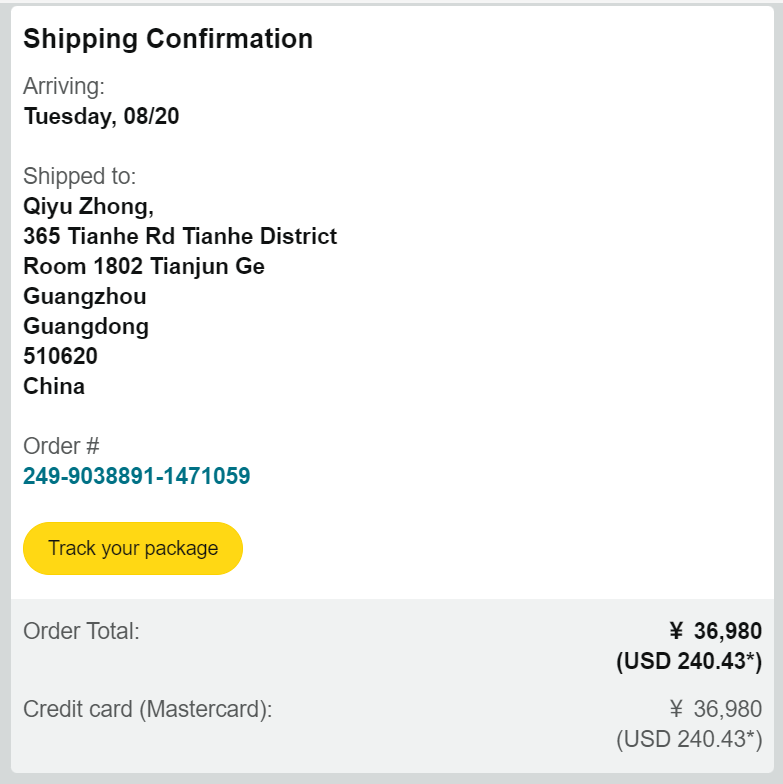 Shipping Confirmation
Arriving:
Tuesday, 08/20
Shipped to:
Qiyu Zhong,
365 Tianhe Rd Tianhe District
Room 1802 Tianjun Ge
Guangzhou
Guangdong
510620
China
Order #
249-9038891-1471059
Track your package
Order Total: ¥ 36,980
(USD 240.43*)
Credit card (Mastercard): ¥ 36,980
(USD 240.43*)